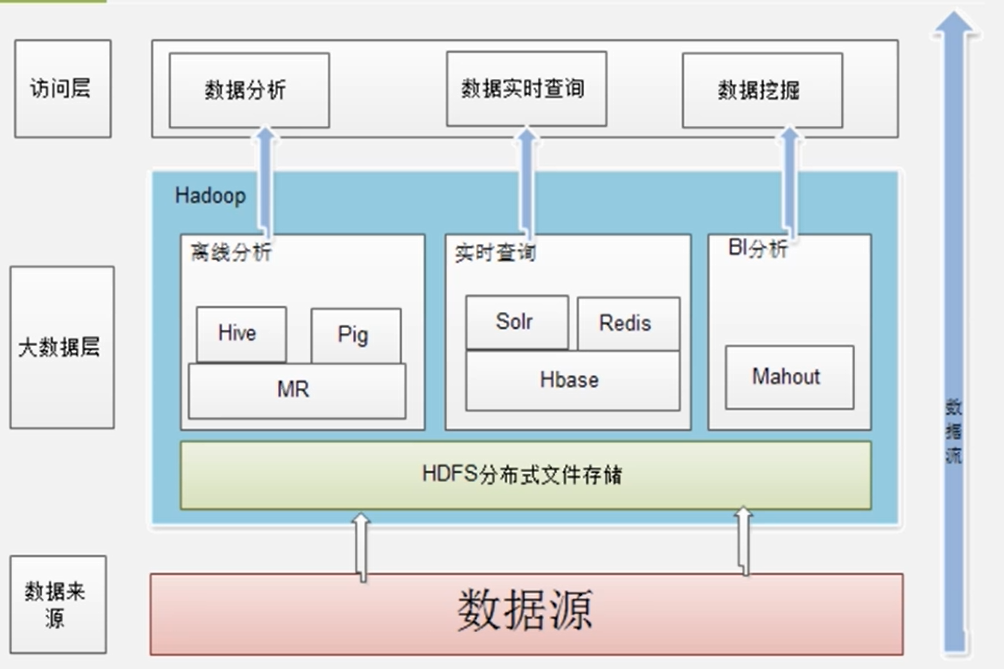 访问层
数据分析
数据实时查询
数据挖掘
Hadoop
离线分析
实时查询
BI分析
Hive
Pig
Solr
Redis
大数据层
MR
Hbase
Mahout
数据流
HDFS分布式文件存储
数据来
源
数据源